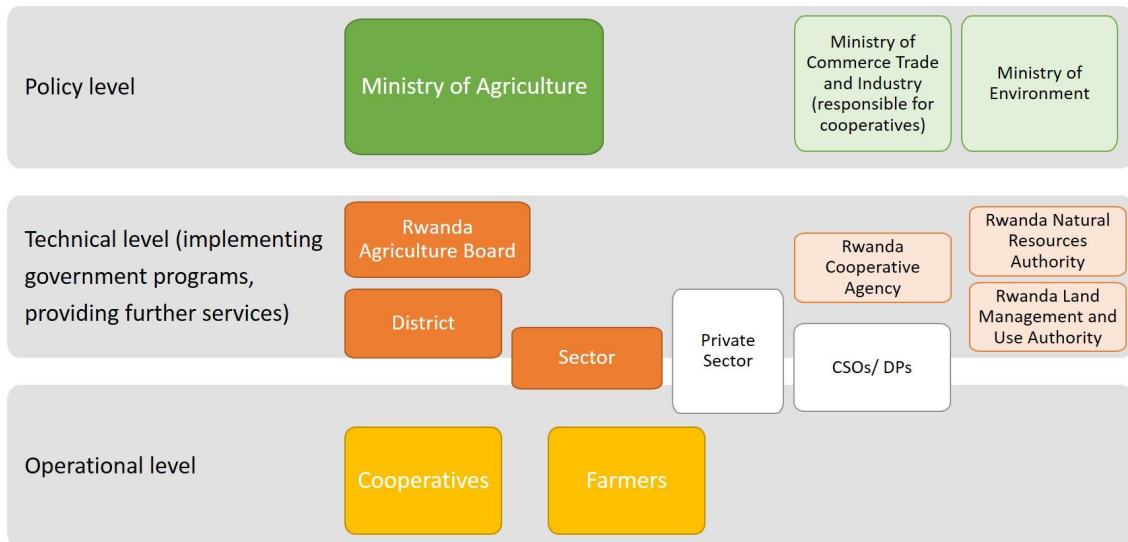 Policy level
Ministry of Agriculture
Ministry of
Commerce Trade
and Industry
(responsible for
cooperatives)
Ministry of
Environment
Technical level (implementing
government programs,
providing further services)
Rwanda
Agriculture Board
District
Sector
Private
Sector
Rwanda
Cooperative
Agency
CSOs/ DPs
Rwanda Natural
Resources
Authority
Rwanda Land
Management and
Use Authority
Operational level
Cooperatives
Farmers